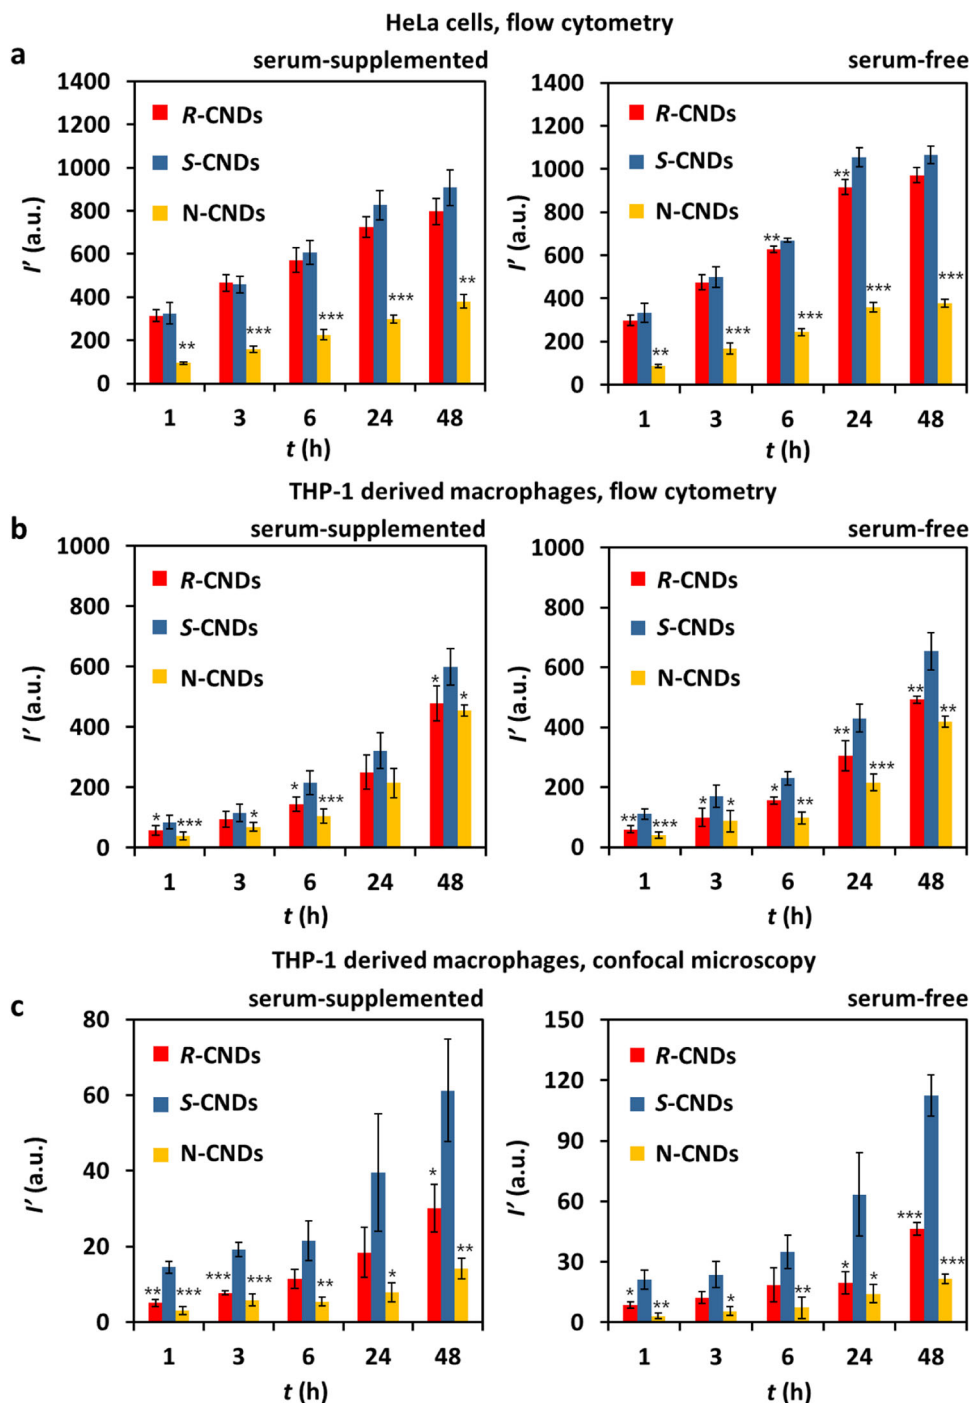 HeLa cells, flow cytometry
a
serum-supplemented
1400
1200
1000
800
600
400
200
0
I' (a.u.)
R-CNDs
S-CNDs
N-CNDs
**
***
***
***
**
1 3 6 24 48
t (h)
serum-free
1400
1200
1000
800
600
400
200
0
I' (a.u.)
R-CNDs
S-CNDs
N-CNDs
**
***
**
***
**
***
***
1 3 6 24 48
t (h)
THP-1 derived macrophages, flow cytometry
b
serum-supplemented
1000
800
600
400
200
0
I' (a.u.)
R-CNDs
S-CNDs
N-CNDs
*
***
*
*
***
*
*
1 3 6 24 48
t (h)
serum-free
1000
800
600
400
200
0
I' (a.u.)
R-CNDs
S-CNDs
N-CNDs
**
***
*
*
*
**
**
***
**
**
1 3 6 24 48
t (h)
THP-1 derived macrophages, confocal microscopy
c
serum-supplemented
80
60
40
20
0
I' (a.u.)
R-CNDs
S-CNDs
N-CNDs
**
***
***
***
**
*
*
**
1 3 6 24 48
t (h)
serum-free
150
120
90
60
30
0
I' (a.u.)
R-CNDs
S-CNDs
N-CNDs
*
**
*
**
*
*
***
***
1 3 6 24 48
t (h)